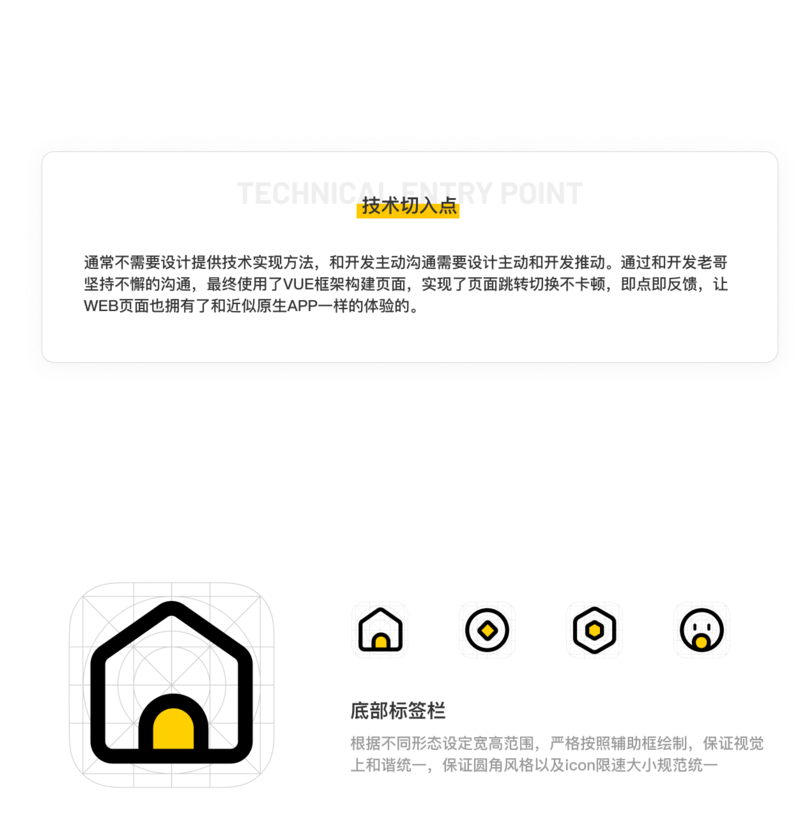 TECHNICAL ENTRY POINT
技术切入点
通常不需要设计提供技术实现方法，和开发主动沟通需要设计主动和开发推动。通过和开发老哥
坚持不懈的沟通，最终使用了VUE框架构建页面，实现了页面跳转切换不卡顿，即点即反馈，让
WEB页面也拥有了和近似原生APP一样的体验的。
底部标签栏
根据不同形态设定宽高范围，严格按照辅助框绘制，保证视觉
上和谐统一，保证圆角风格以及icon限速大小规范统一